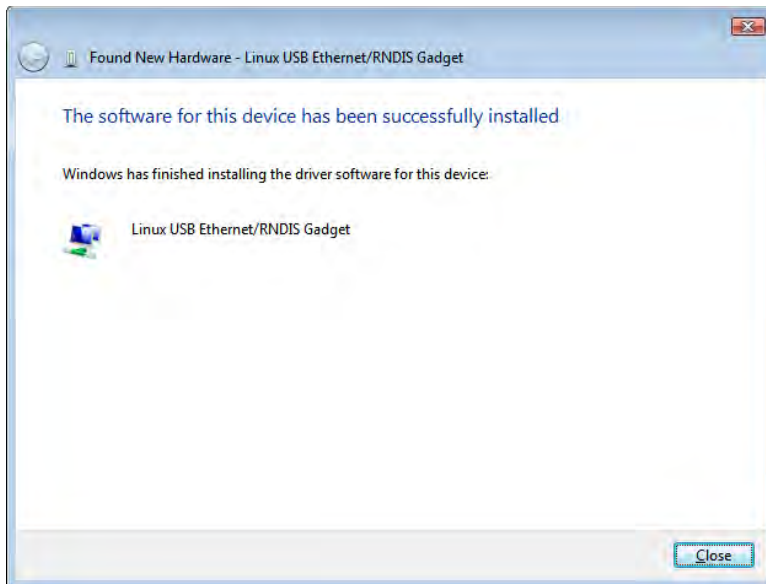 Found New Hardware - Linux USB Ethernet/RNDIS Gadget
The software for this device has been successfully installed
Windows has finished installing the driver software for this device:
Linux USB Ethernet/RNDIS Gadget
Close